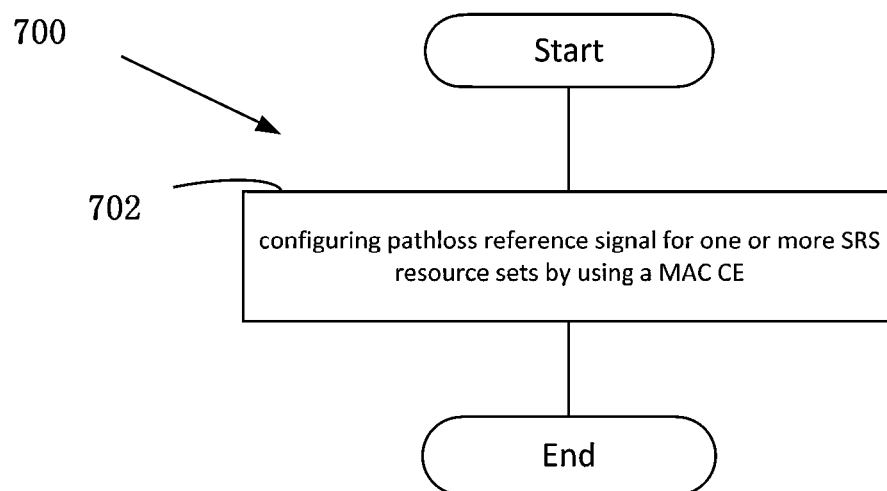 700
Start
702
configuring pathloss reference signal for one or more SRS
resource sets by using a MAC CE
End